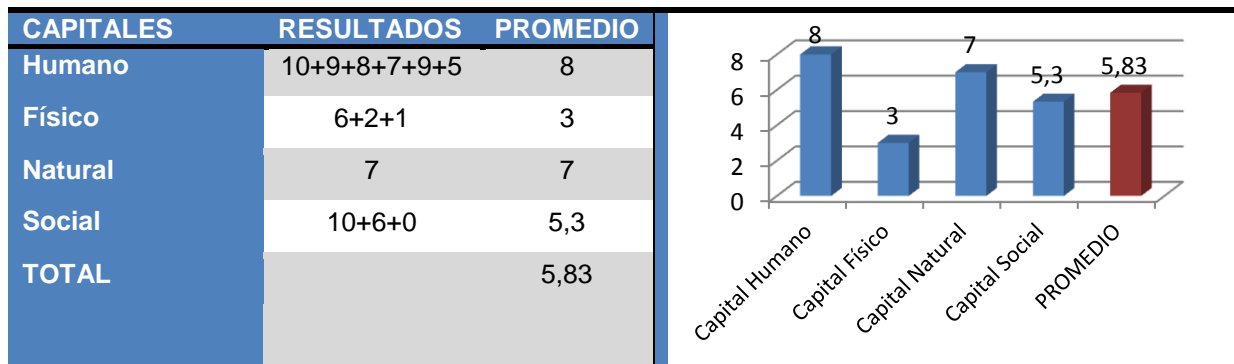 CAPITALES RESULTADOS PROMEDIO
Humano 10+9+8+7+9+5 8
Físico 6+2+1 3
Natural 7 7
Social 10+6+0 5,3
TOTAL 5,83
8
6
4
2
0
8
3
7
5,3
5,83
Capital Humano
Capital Físico
Capital Natural
Capital Social
PROMEDIO